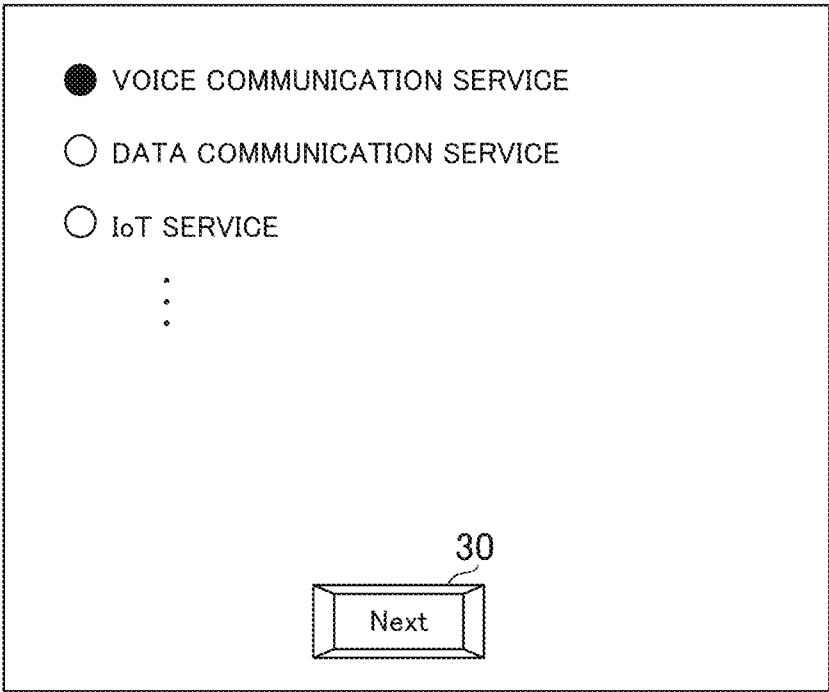 VOICE COMMUNICATION SERVICE
DATA COMMUNICATION SERVICE
IoT SERVICE
30
Next